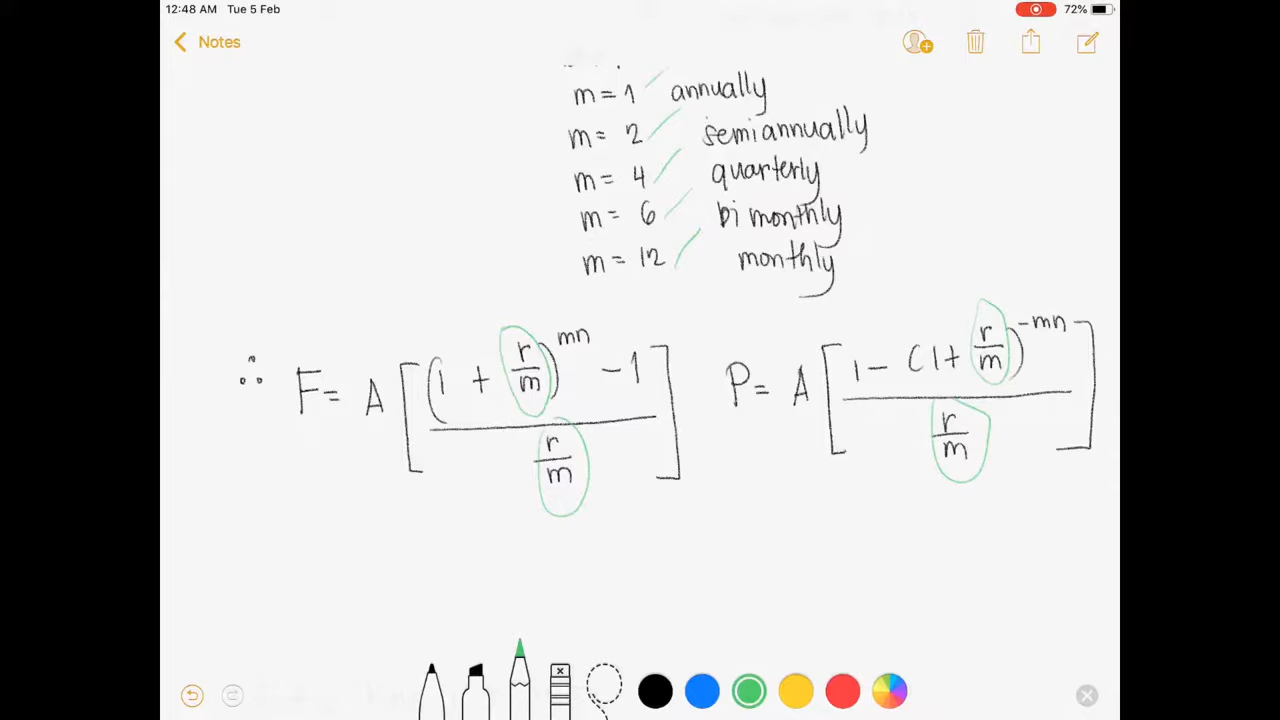 12:48 AM Tue 5 Feb 72%
Notes
m = 1 annually
m = 2 semiannually
m = 4 quarterly
m = 6 bi monthly
m = 12 monthly
∴ F = A [ ( 1 + r/m )^mn - 1 / r/m ] P = A [ 1 - ( 1 + r/m )^-mn / r/m ]